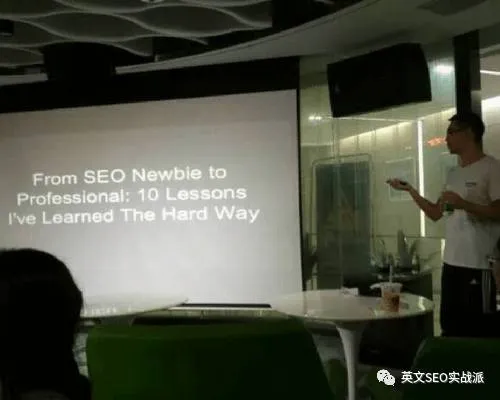 From SEO Newbie to
Professional: 10 Lessons
I've Learned The Hard Way
英文SEO实战派